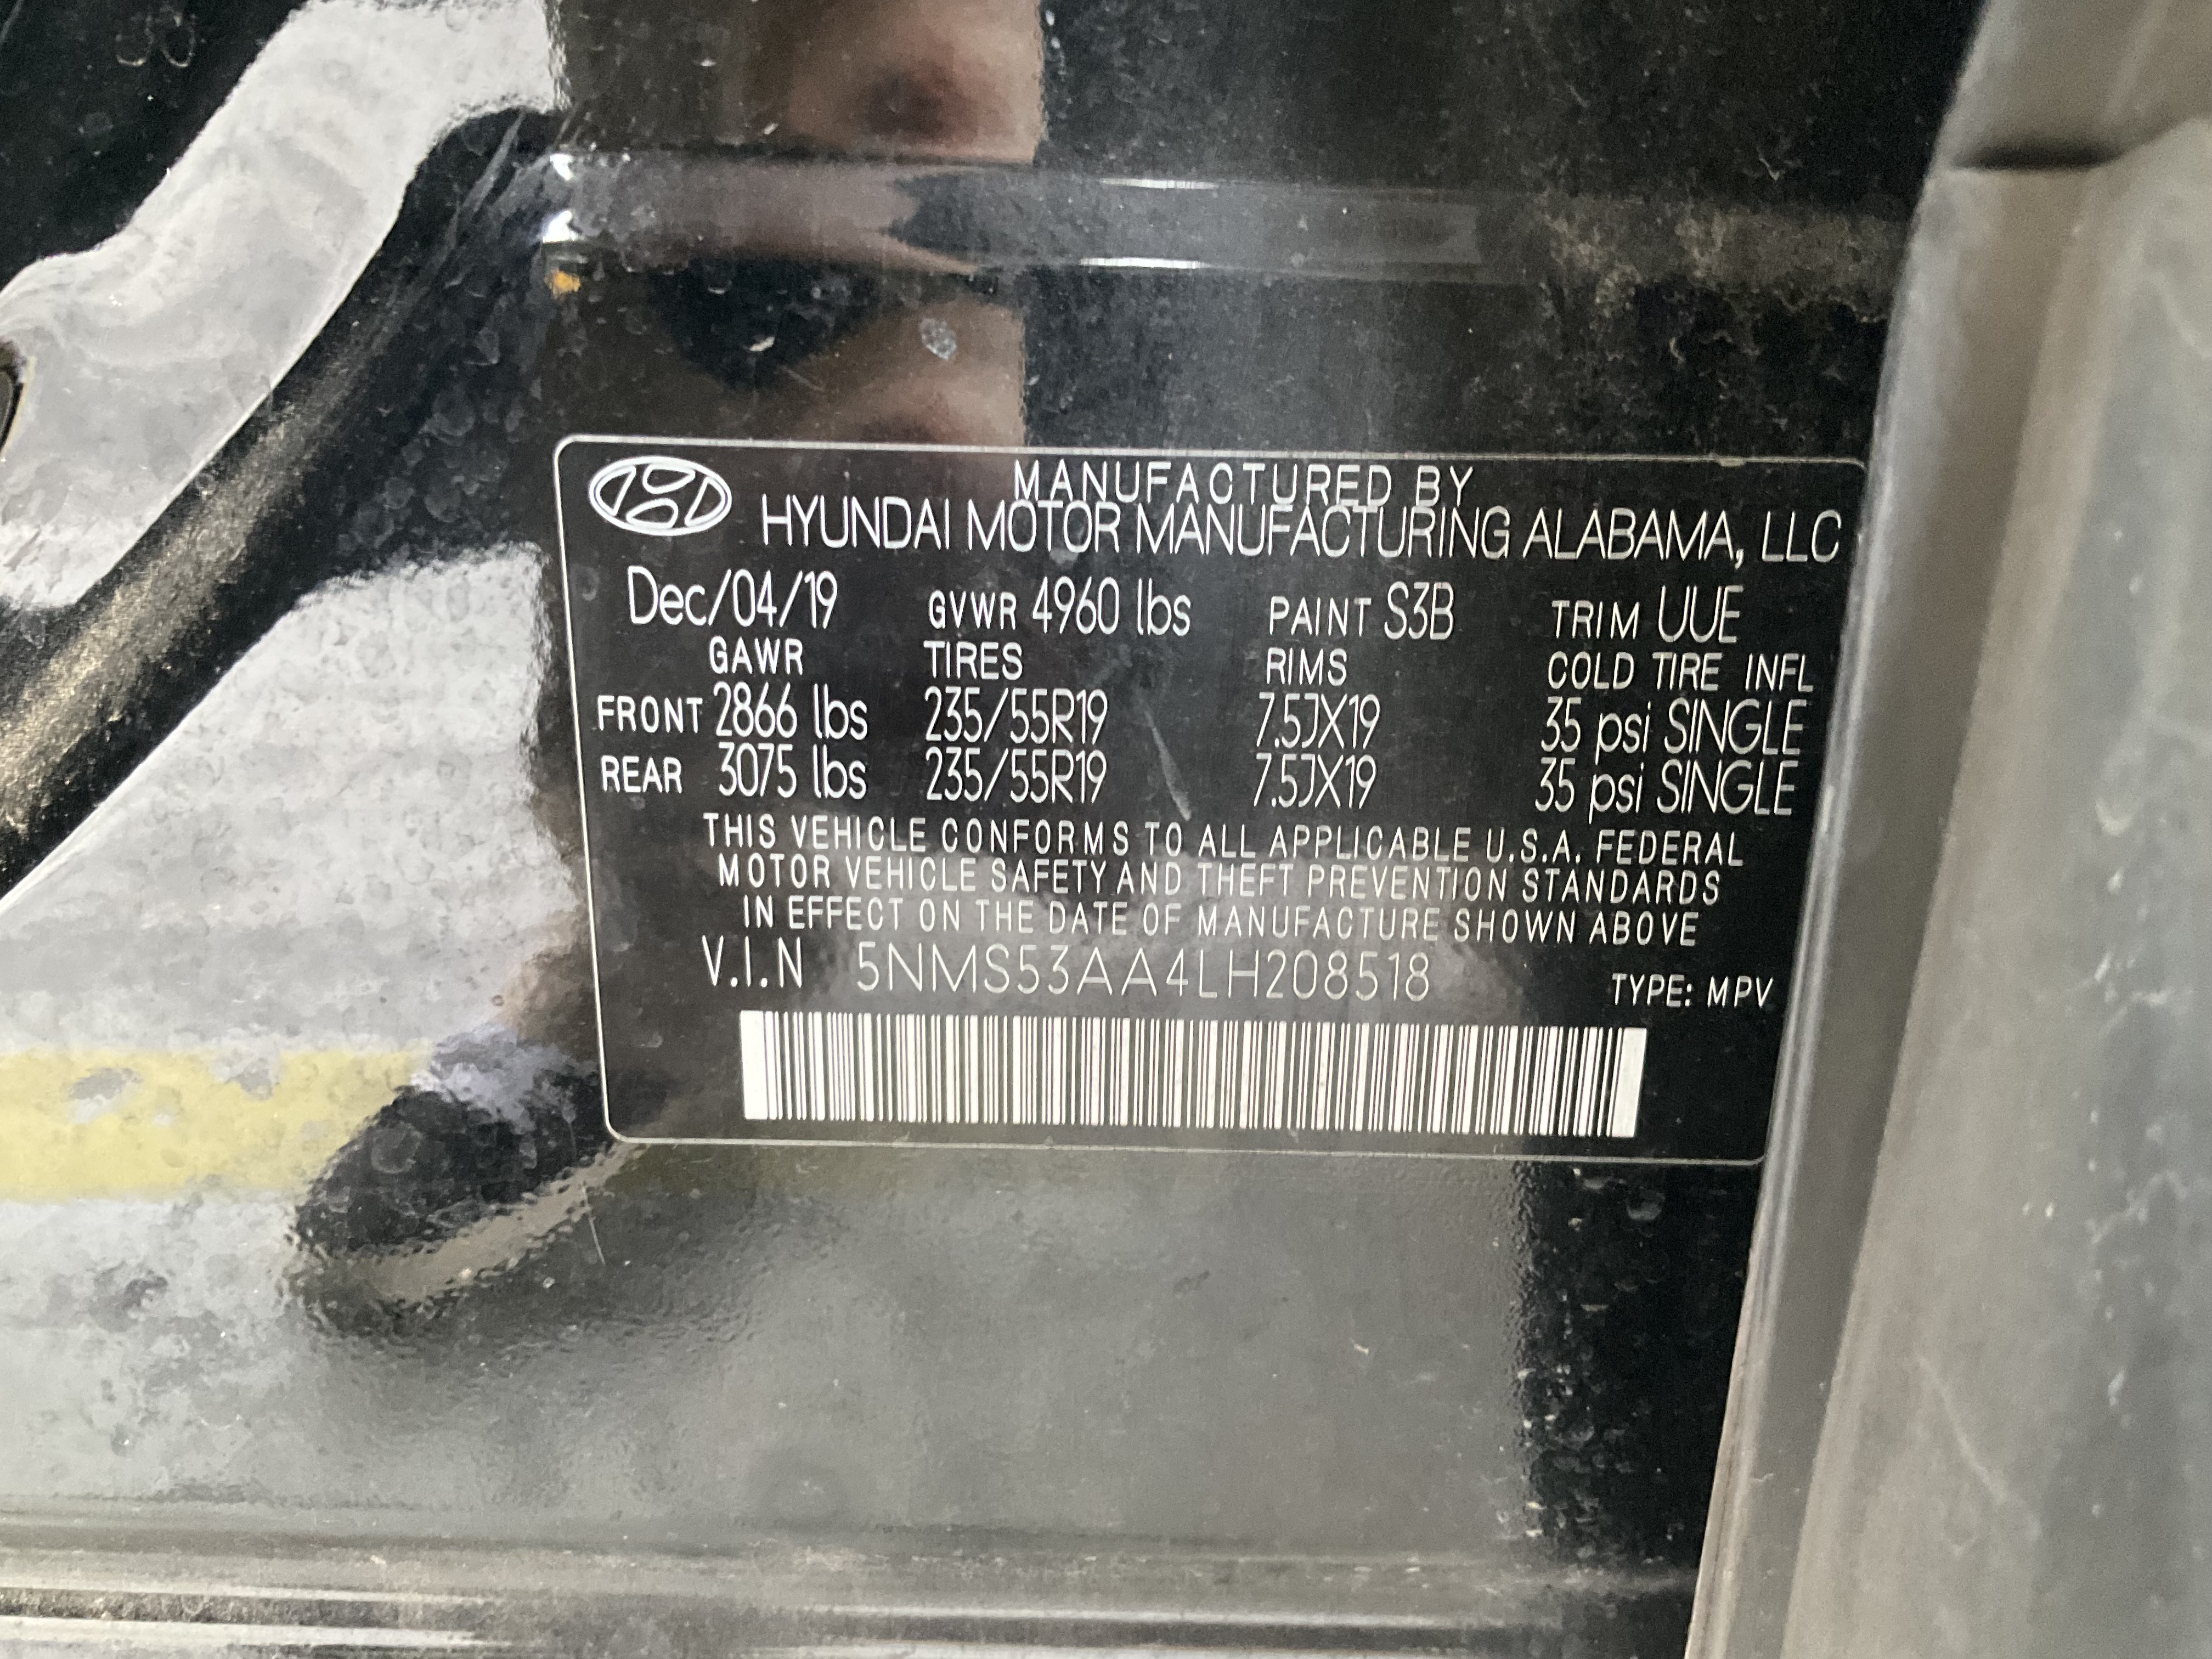 MANUFACTURED BY
HYUNDAI MOTOR MANUFACTURING ALABAMA, LLC
Dec/04/19 GVWR 4960 lbs PAINT S3B TRIM UUE
GAWR TIRES RIMS COLD TIRE INFL
FRONT 2866 lbs 235/55R19 7.5JX19 35 psi SINGLE
REAR 3075 lbs 235/55R19 7.5JX19 35 psi SINGLE
THIS VEHICLE CONFORMS TO ALL APPLICABLE U.S.A. FEDERAL
MOTOR VEHICLE SAFETY AND THEFT PREVENTION STANDARDS
IN EFFECT ON THE DATE OF MANUFACTURE SHOWN ABOVE
V.I.N 5NMS53AA4LH208518 TYPE: MPV